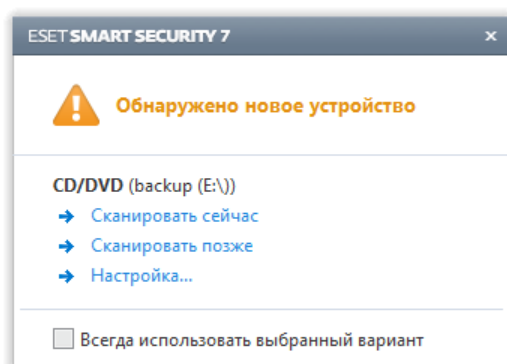 ESET SMART SECURITY 7
Обнаружено новое устройство
CD/DVD (backup (E:\))
Сканировать сейчас
Сканировать позже
Настройка...
Всегда использовать выбранный вариант